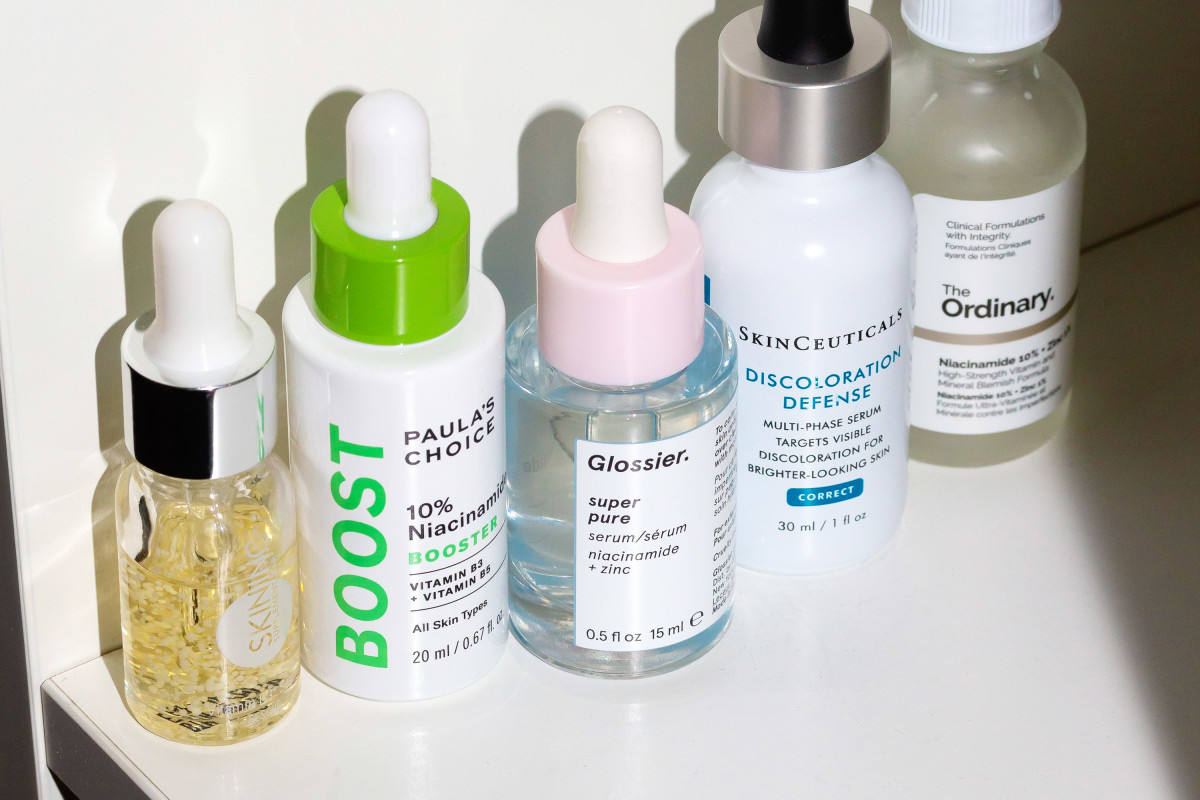 SKINING
BOOST
PAULA'S
CHOICE
10%
Niacinamide
BOOSTER
VITAMIN B3
+ VITAMIN B5
All Skin Types
20 ml / 0.67 fl. oz.
Glossier.
super
pure
serum/sérum
niacinamide
+ zinc
0.5 fl oz 15 ml ℮
SKINCEUTICALS
DISCOLORATION
DEFENSE
MULTI-PHASE SERUM
TARGETS VISIBLE
DISCOLORATION FOR
BRIGHTER-LOOKING SKIN
CORRECT
30 ml / 1 fl oz
Clinical Formulations
with Integrity.
Formulations Cliniques
ayant de l'intégrité.
The
Ordinary.
Niacinamide 10% + Zinc 1%
High-Strength Vitamin and
Mineral Blemish Formula
Niacinamide 10% + Zinc 1%
Formule Ultra-Vitaminée et
Minérale contre les imperfections